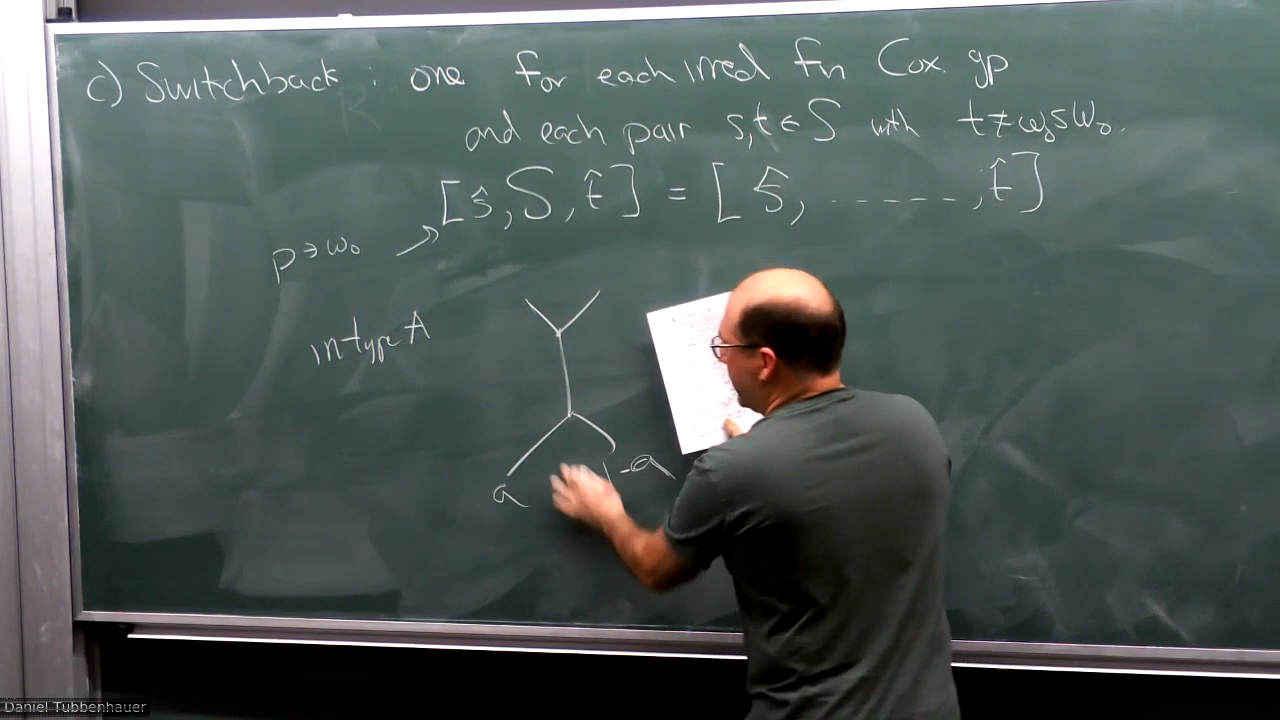 c) Switchback : one for each irred fin Cox gp
and each pair s,t ∈ S with t ≠ w₀sw₀.
[ŝ, S, t̂] = [ŝ, ------, t̂]
p∋w₀
in type A
a -a
Daniel Tubbenhauer